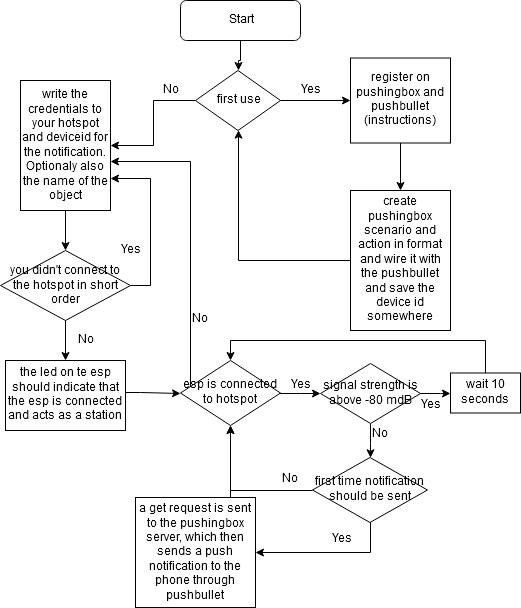 Start
first use
No
Yes
register on
pushingbox and
pushbullet
(instructions)
write the
credentials to
your hotspot
and deviceid for
the notification.
Optionaly also
the name of the
object
create
pushingbox
scenario and
action in format
and wire it with
the pushbullet
and save the
device id
somewhere
Yes
you didn't connect to
the hotspot in short
order
No
No
the led on te esp
should indicate that
the esp is connected
and acts as a station
esp is connected
to hotspot
Yes
signal strength is
above -80 mdB
Yes
wait 10
seconds
No
first time notification
should be sent
No
Yes
a get request is sent
to the pushingbox
server, which then
sends a push
notification to the
phone through
pushbullet